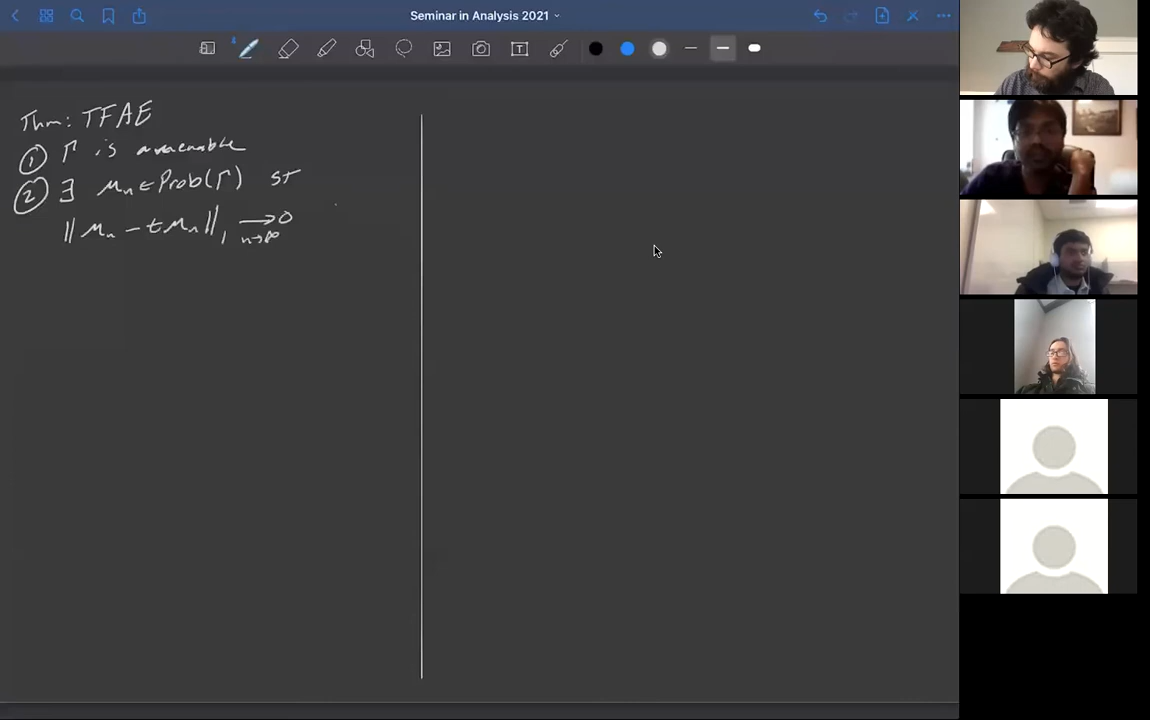 Seminar in Analysis 2021
Thm: TFAE
① Γ is amenable
② ∃ μₙ ∈ Prob(Γ) st
‖μₙ - tμₙ‖₁ ⟶ 0
n→∞